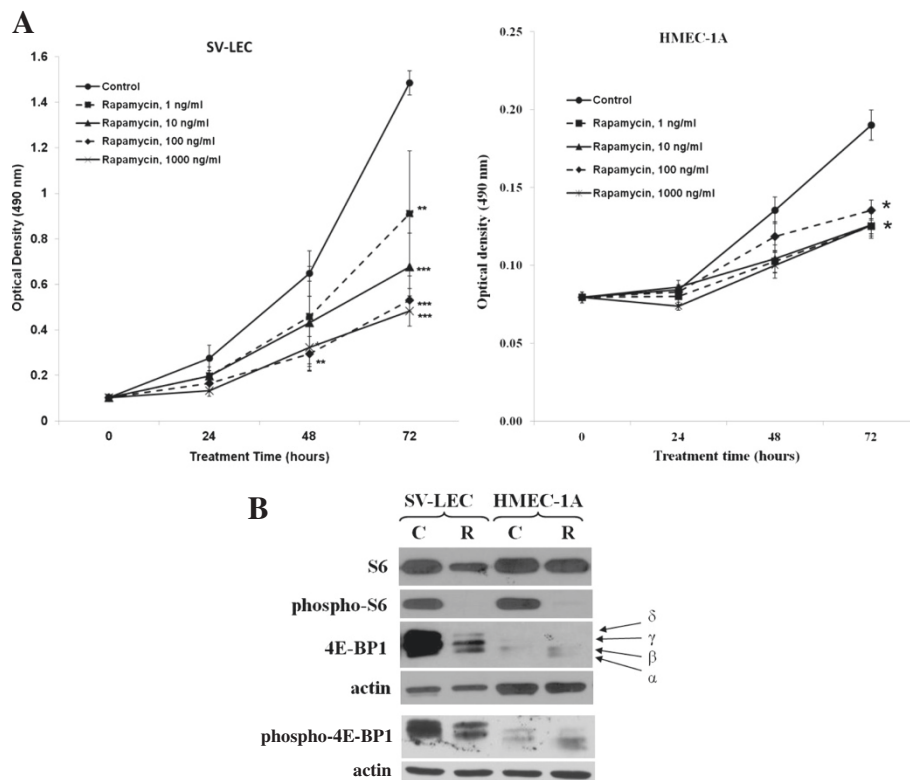 A
SV-LEC
Optical Density (490 nm)
1.6
1.4
1.2
1
0.8
0.6
0.4
0.2
0
Control
Rapamycin, 1 ng/ml
Rapamycin, 10 ng/ml
Rapamycin, 100 ng/ml
Rapamycin, 1000 ng/ml
**
***
***
***
**
0 24 48 72
Treatment Time (hours)
HMEC-1A
Optical density (490 nm)
0.25
0.20
0.15
0.10
0.05
0.00
Control
Rapamycin, 1 ng/ml
Rapamycin, 10 ng/ml
Rapamycin, 100 ng/ml
Rapamycin, 1000 ng/ml
*
*
0 24 48 72
Treatment time (hours)
B
SV-LEC HMEC-1A
C R C R
S6
phospho-S6
4E-BP1
δ
γ
β
α
actin
phospho-4E-BP1
actin